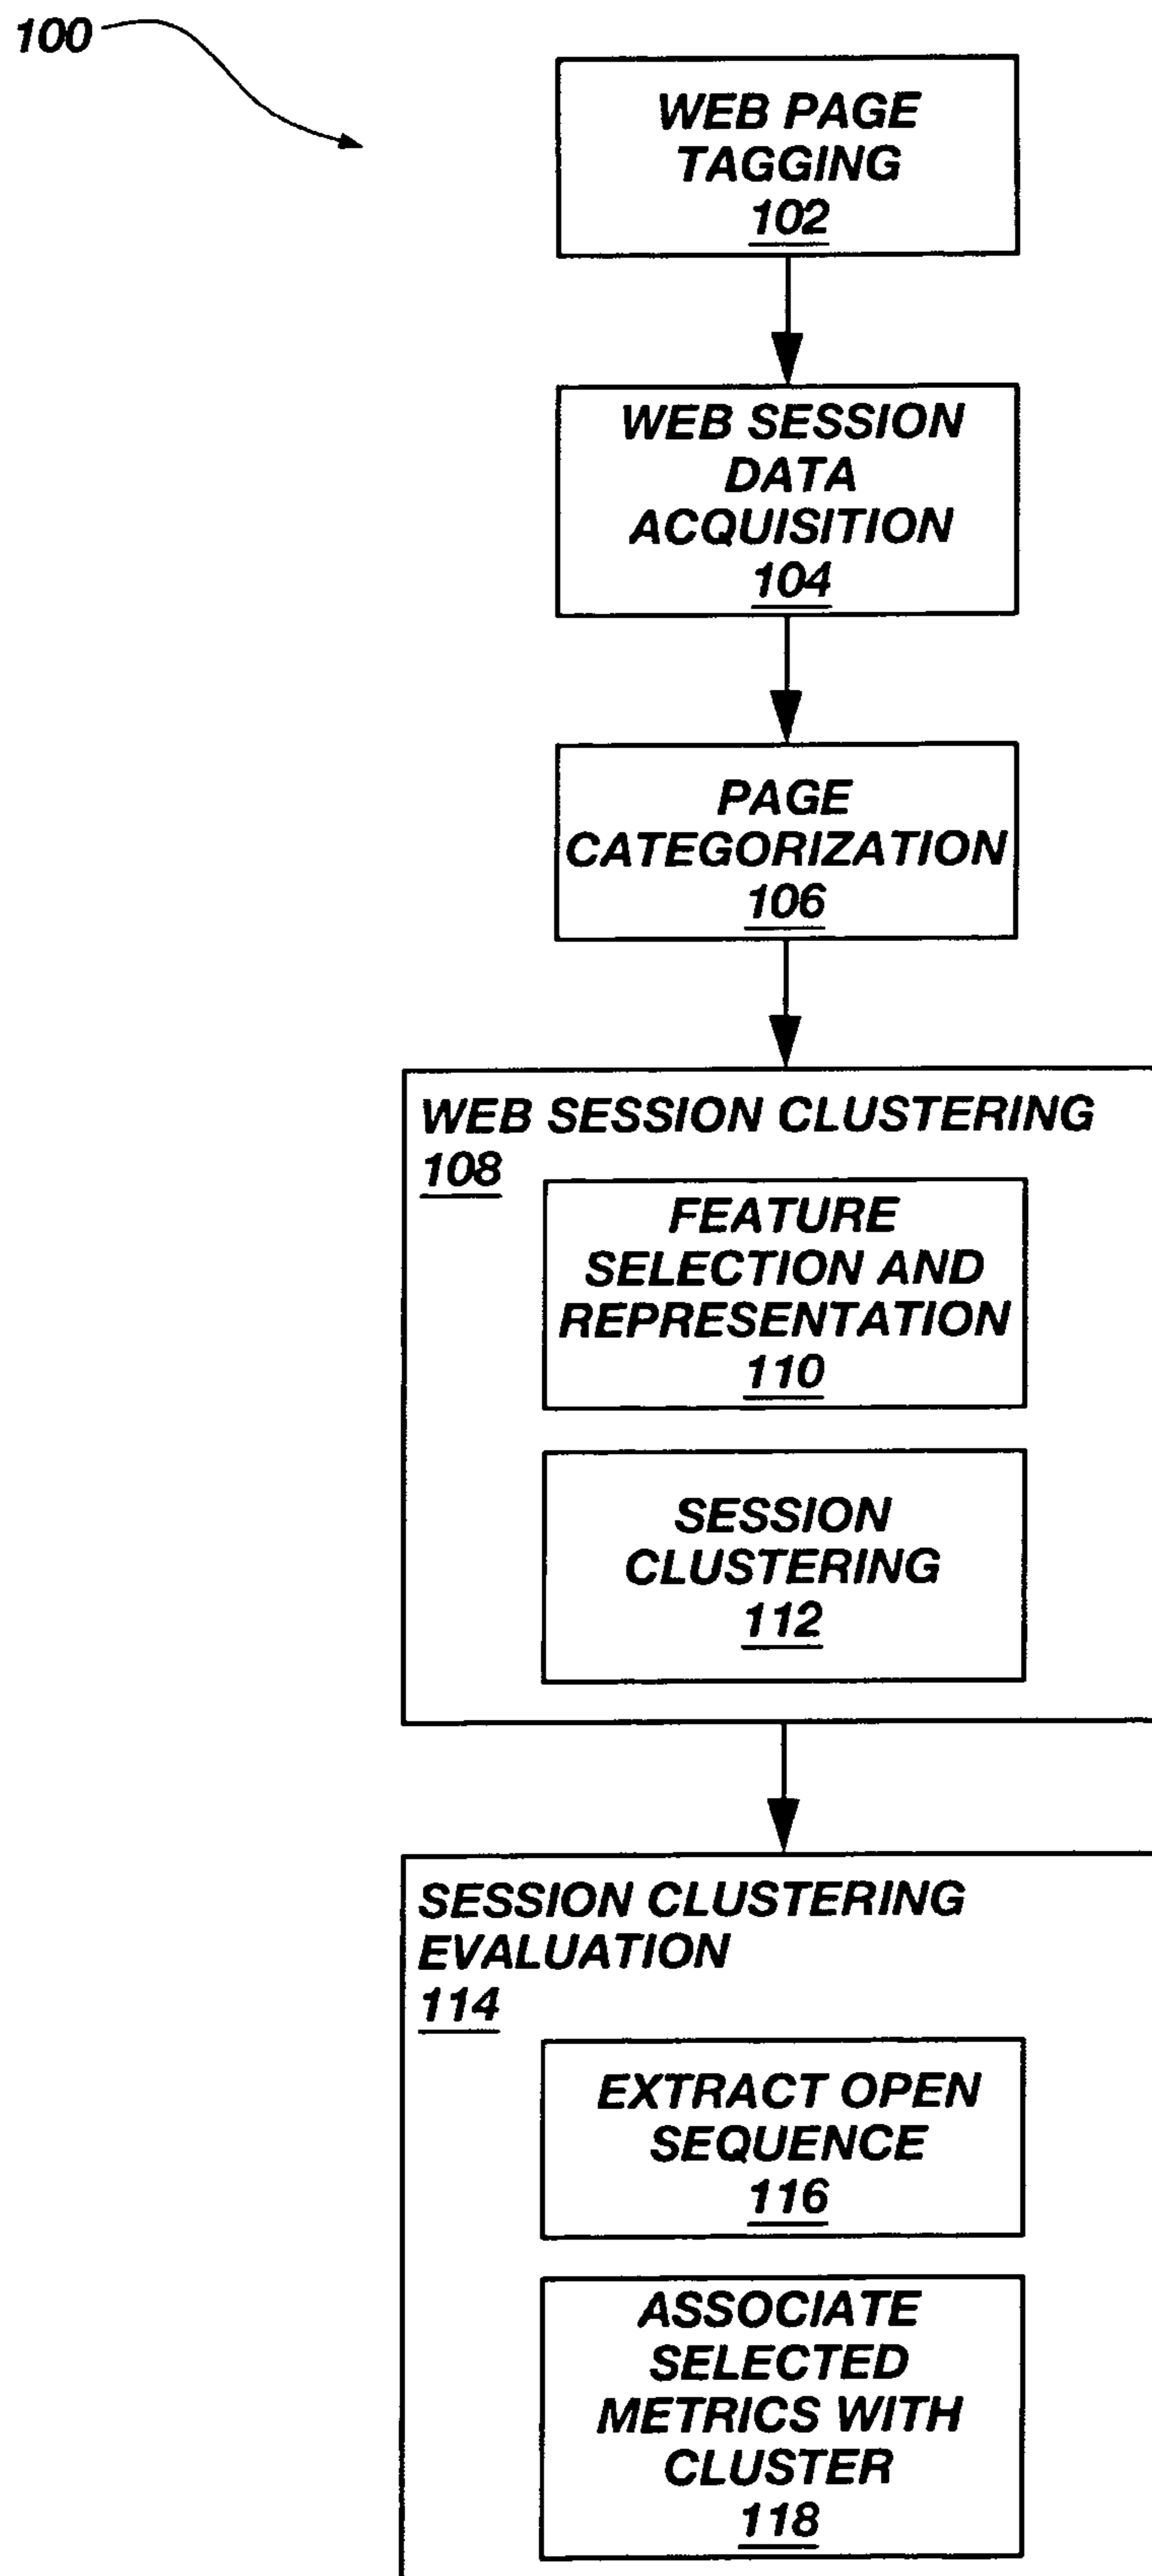 100
WEB PAGE
TAGGING
102
WEB SESSION
DATA
ACQUISITION
104
PAGE
CATEGORIZATION
106
WEB SESSION CLUSTERING
108
FEATURE
SELECTION AND
REPRESENTATION
110
SESSION
CLUSTERING
112
SESSION CLUSTERING
EVALUATION
114
EXTRACT OPEN
SEQUENCE
116
ASSOCIATE
SELECTED
METRICS WITH
CLUSTER
118